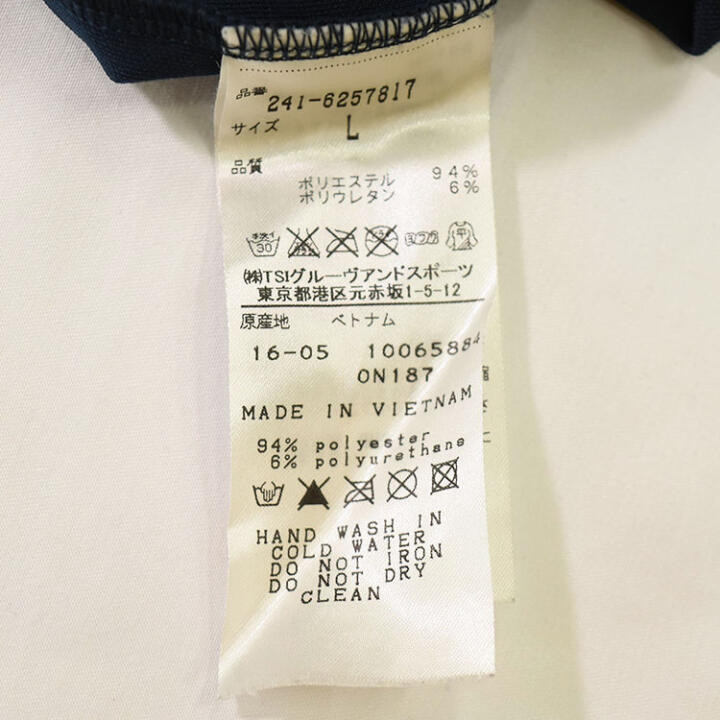 品番 241-6257817
サイズ L
品質
ポリエステル 94%
ポリウレタン 6%
30
㈱TSIグルーヴアンドスポーツ
東京都港区元赤坂1-5-12
原産地 ベトナム
16-05 10065884
0N187
MADE IN VIETNAM
94% polyester
6% polyurethane
HAND WASH IN
COLD WATER
DO NOT IRON
DO NOT DRY
CLEAN